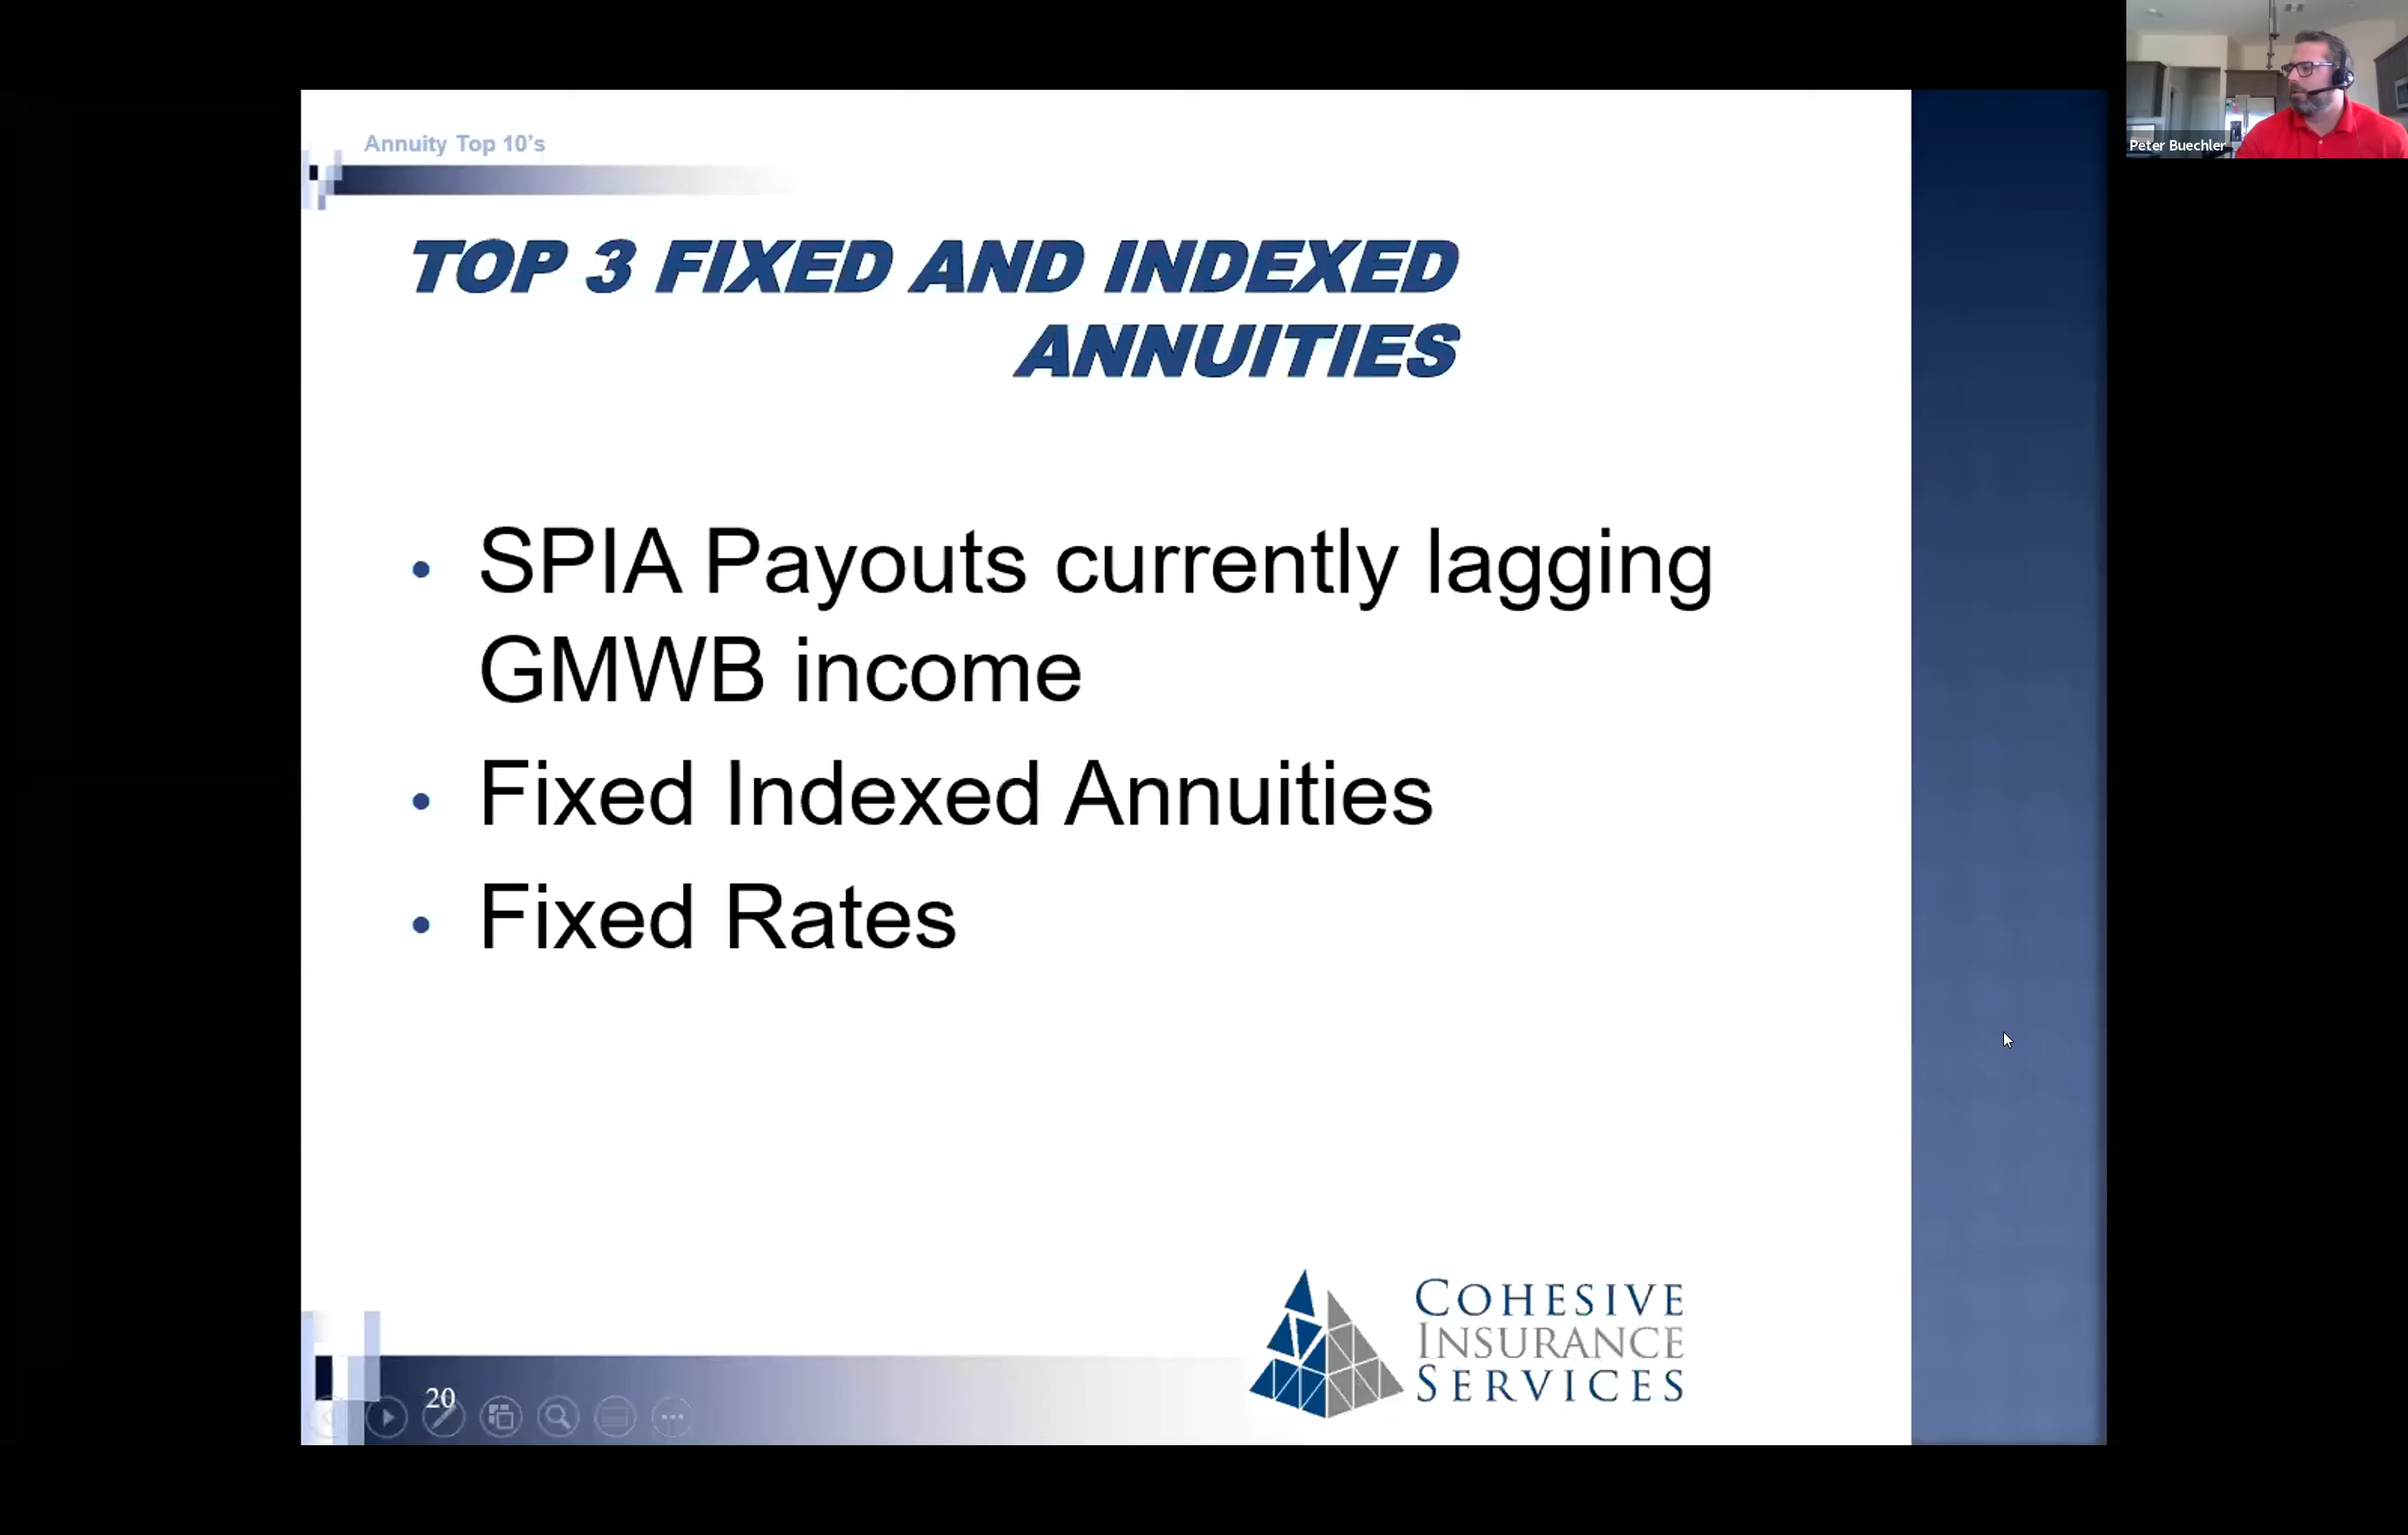 Annuity Top 10's
TOP 3 FIXED AND INDEXED
ANNUITIES
• SPIA Payouts currently lagging
GMWB income
• Fixed Indexed Annuities
• Fixed Rates
COHESIVE
INSURANCE
SERVICES
20
Peter Buechler